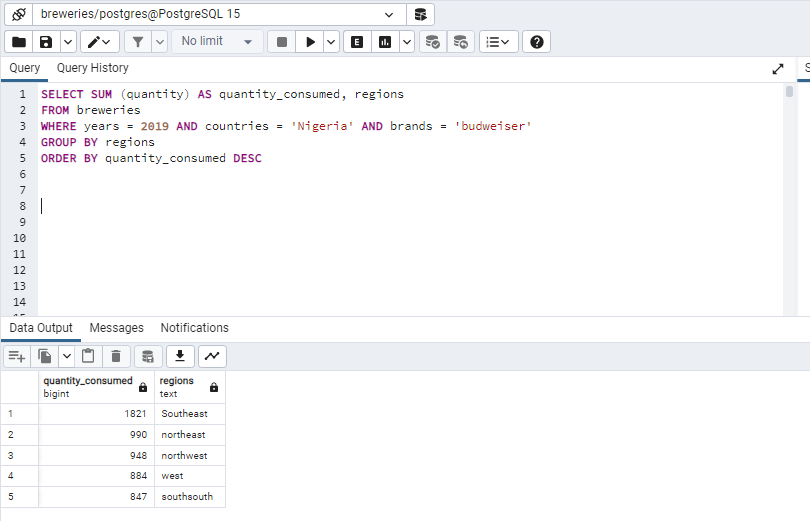 breweries/postgres@PostgreSQL 15
No limit
E
Query Query History
1 SELECT SUM (quantity) AS quantity_consumed, regions
2 FROM breweries
3 WHERE years = 2019 AND countries = 'Nigeria' AND brands = 'budweiser'
4 GROUP BY regions
5 ORDER BY quantity_consumed DESC
6
7
8
9
10
11
12
13
14
Data Output Messages Notifications
quantity_consumed regions
bigint text
1 1821 Southeast
2 990 northeast
3 948 northwest
4 884 west
5 847 southsouth